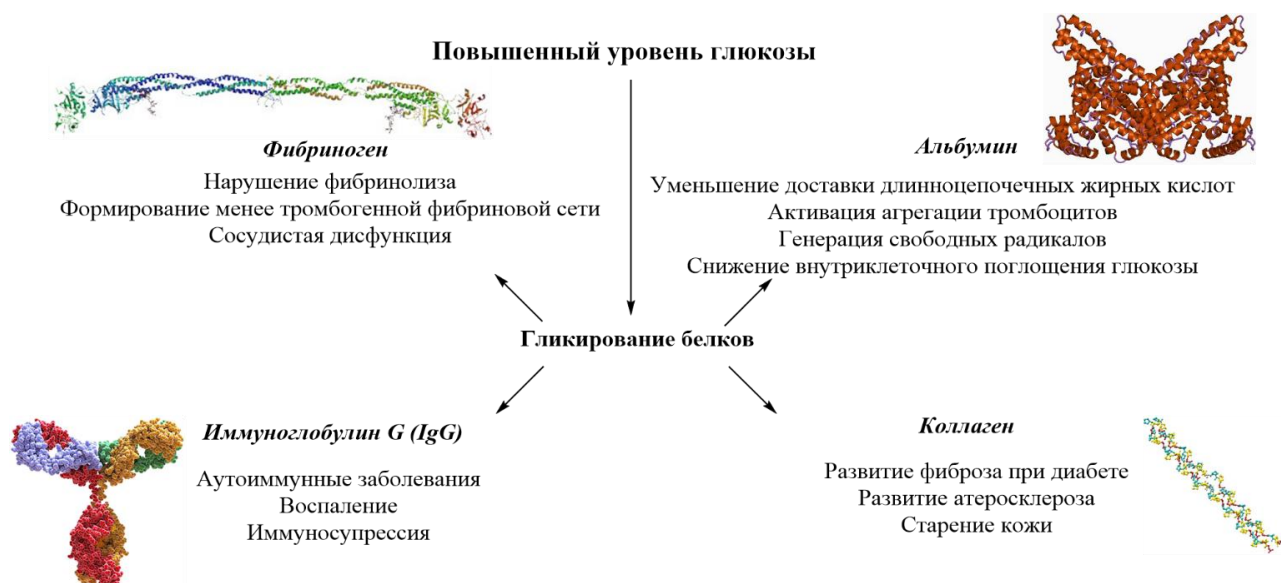 Повышенный уровень глюкозы
Фибриноген
Нарушение фибринолиза
Формирование менее тромбогенной фибриновой сети
Сосудистая дисфункция
Альбумин
Уменьшение доставки длинноцепочечных жирных кислот
Активация агрегации тромбоцитов
Генерация свободных радикалов
Снижение внутриклеточного поглощения глюкозы
Гликирование белков
Иммуноглобулин G (IgG)
Аутоиммунные заболевания
Воспаление
Иммуносупрессия
Коллаген
Развитие фиброза при диабете
Развитие атеросклероза
Старение кожи